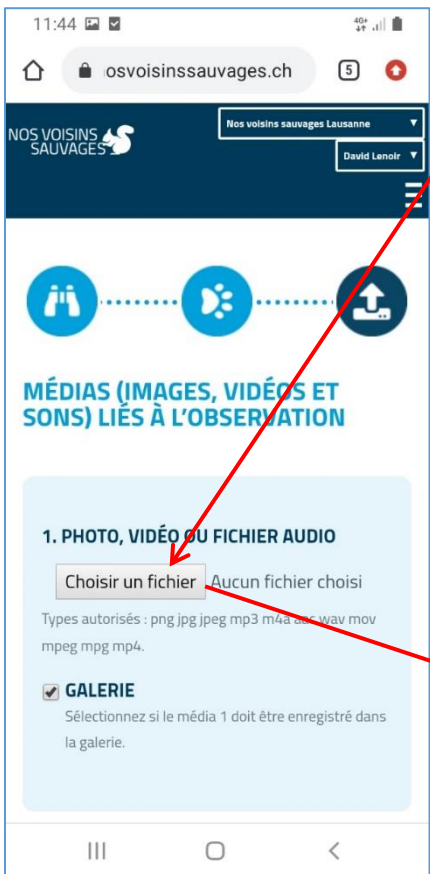 11:44
4G+
osvoisinssauvages.ch
5
NOS VOISINS
SAUVAGES
Nos voisins sauvages Lausanne
David Lenoir
MÉDIAS (IMAGES, VIDÉOS ET
SONS) LIÉS À L'OBSERVATION
1. PHOTO, VIDÉO OU FICHIER AUDIO
Choisir un fichier Aucun fichier choisi
Types autorisés : png jpg jpeg mp3 m4a aac wav mov
mpeg mpg mp4.
GALERIE
Sélectionnez si le média 1 doit être enregistré dans
la galerie.